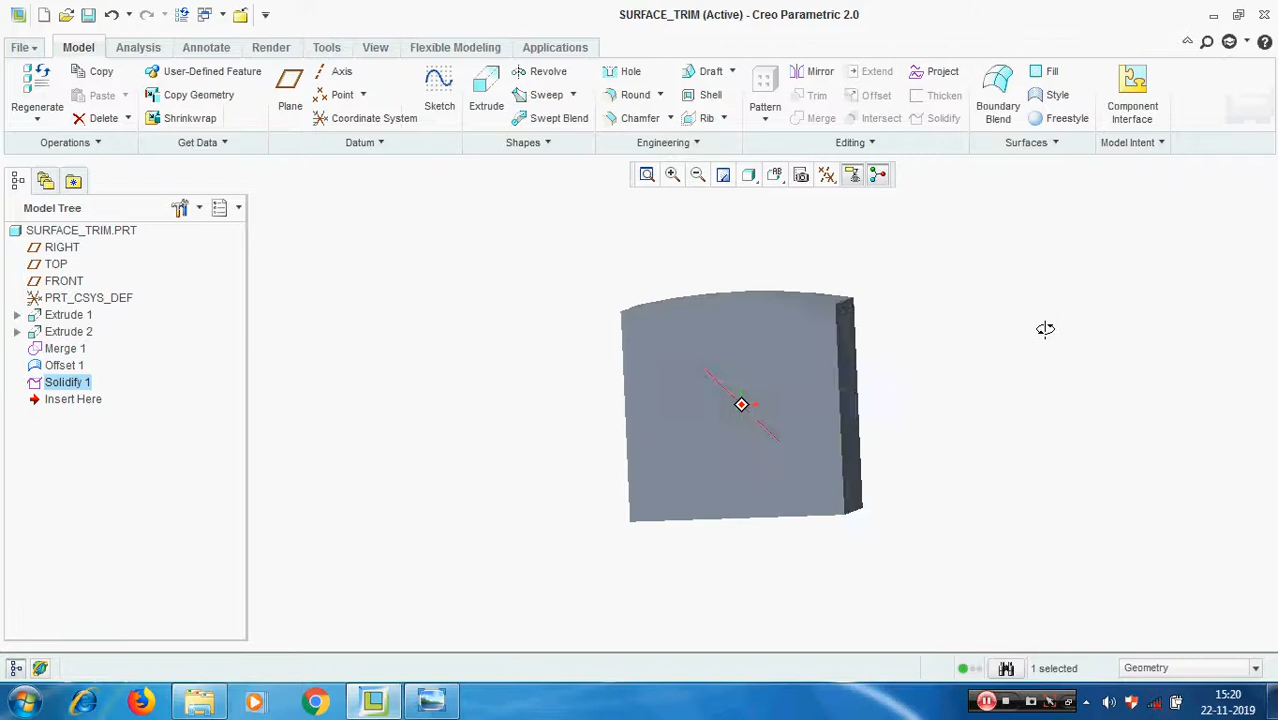 SURFACE_TRIM (Active) - Creo Parametric 2.0
File Model Analysis Annotate Render Tools View Flexible Modeling Applications
Regenerate Copy Paste Delete
User-Defined Feature Copy Geometry Shrinkwrap
Plane Axis Point Coordinate System Sketch
Extrude Revolve Sweep Swept Blend
Hole Round Chamfer Draft Shell Rib
Pattern Mirror Trim Merge Extend Offset Intersect Project Thicken Solidify
Boundary Blend Fill Style Freestyle
Component Interface
Operations Get Data Datum Shapes Engineering Editing Surfaces Model Intent
Model Tree
SURFACE_TRIM.PRT
RIGHT
TOP
FRONT
PRT_CSYS_DEF
Extrude 1
Extrude 2
Merge 1
Offset 1
Solidify 1
Insert Here
1 selected Geometry
15:20
22-11-2019